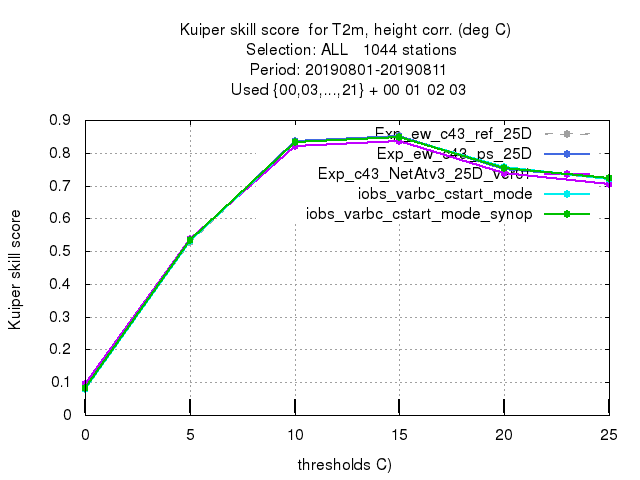 Kuiper skill score for T2m, height corr. (deg C)
Selection: ALL 1044 stations
Period: 20190801-20190811
Used {00,03,...,21} + 00 01 02 03
Kuiper skill score
0.9
0.8
0.7
0.6
0.5
0.4
0.3
0.2
0.1
0
Exp_ew_c43_ref_25D
Exp_ew_c43_ps_25D
Exp_c43_NetAtv3_25D_ver01
iobs_varbc_cstart_mode
iobs_varbc_cstart_mode_synop
0 5 10 15 20 25
thresholds C)